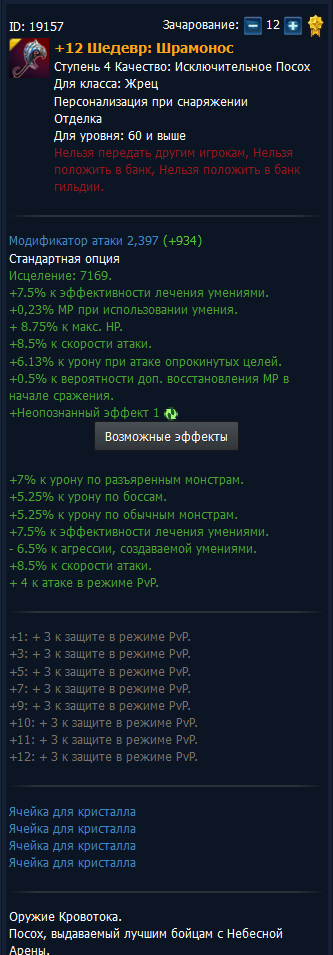 ID: 19157 Зачарование: 12
+12 Шедевр: Шрамонос
Ступень 4 Качество: Исключительное Посох
Для класса: Жрец
Персонализация при снаряжении
Отделка
Для уровня: 60 и выше
Нельзя передать другим игрокам, Нельзя
положить в банк, Нельзя положить в банк
гильдии.
Модификатор атаки 2,397 (+934)
Стандартная опция
Исцеление: 7169.
+7.5% к эффективности лечения умениями.
+0,23% MP при использовании умения.
+ 8.75% к макс. HP.
+8.5% к скорости атаки.
+6.13% к урону при атаке опрокинутых целей.
+0.5% к вероятности доп. восстановления MP в
начале сражения.
+Неопознанный эффект 1
Возможные эффекты
+7% к урону по разъяренным монстрам.
+5.25% к урону по боссам.
+5.25% к урону по обычным монстрам.
+7.5% к эффективности лечения умениями.
- 6.5% к агрессии, создаваемой умениями.
+8.5% к скорости атаки.
+ 4 к атаке в режиме PvP.
+1: + 3 к защите в режиме PvP.
+3: + 3 к защите в режиме PvP.
+5: + 3 к защите в режиме PvP.
+7: + 3 к защите в режиме PvP.
+9: + 3 к защите в режиме PvP.
+10: + 3 к защите в режиме PvP.
+11: + 3 к защите в режиме PvP.
+12: + 3 к защите в режиме PvP.
Ячейка для кристалла
Ячейка для кристалла
Ячейка для кристалла
Ячейка для кристалла
Оружие Кровотока.
Посох, выдаваемый лучшим бойцам с Небесной
Арены.